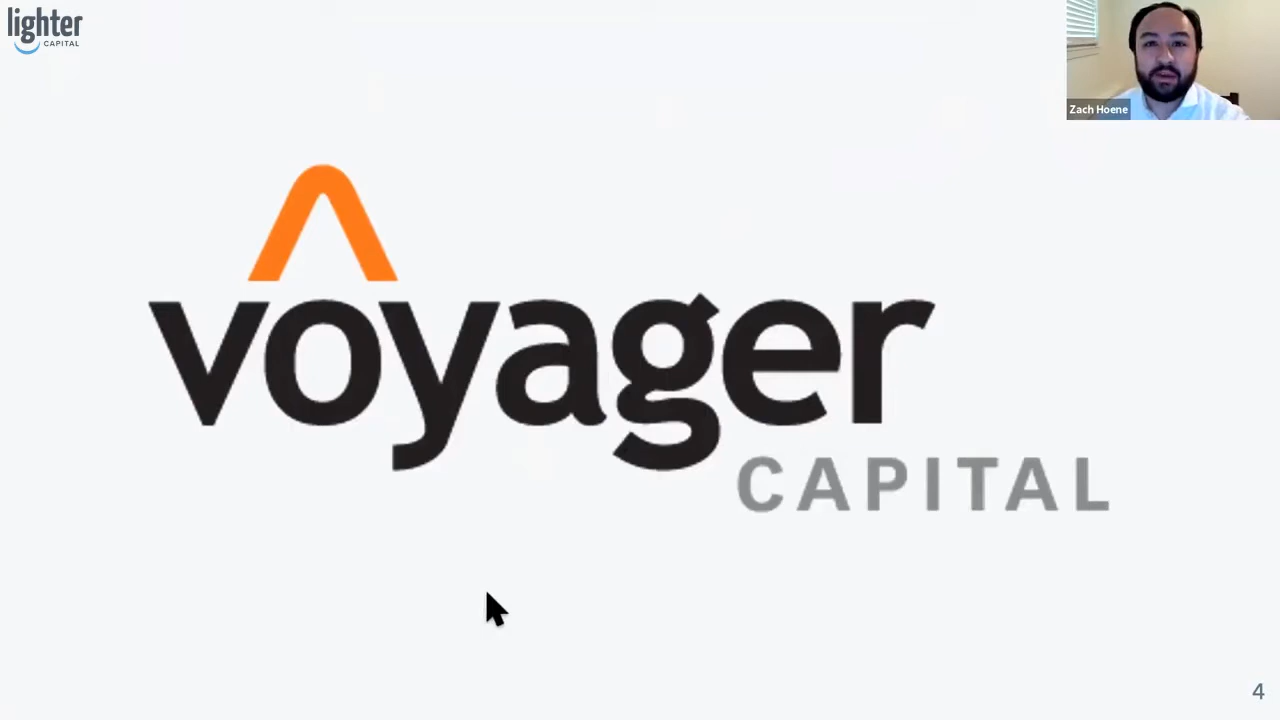 lighter
CAPITAL
Zach Hoene
voyager
CAPITAL
4